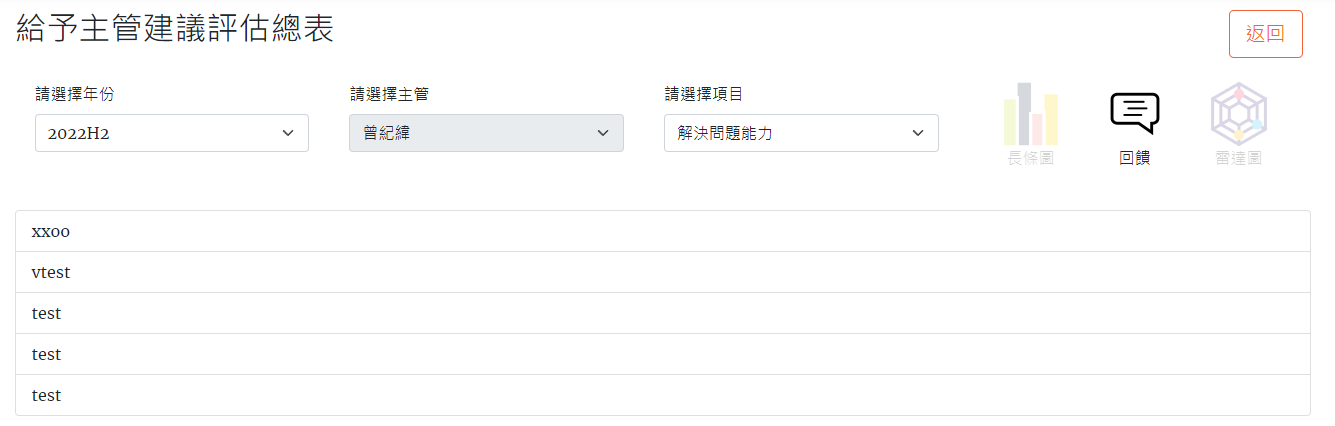 給予主管建議評估總表
返回
請選擇年份
請選擇主管
請選擇項目
2022H2
曾紀緯
解決問題能力
長條圖
回饋
雷達圖
xxoo
vtest
test
test
test